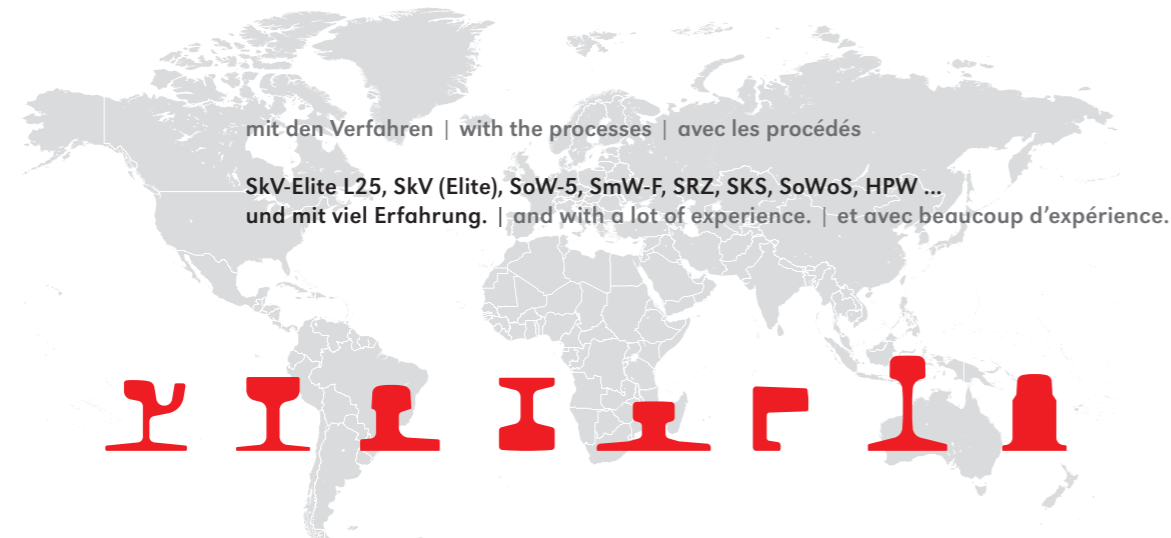 mit den Verfahren | with the processes | avec les procédés
SkV-Elite L25, SkV (Elite), SoW-5, SmW-F, SRZ, SKS, SoWoS, HPW ...
und mit viel Erfahrung. | and with a lot of experience. | et avec beaucoup d’expérience.